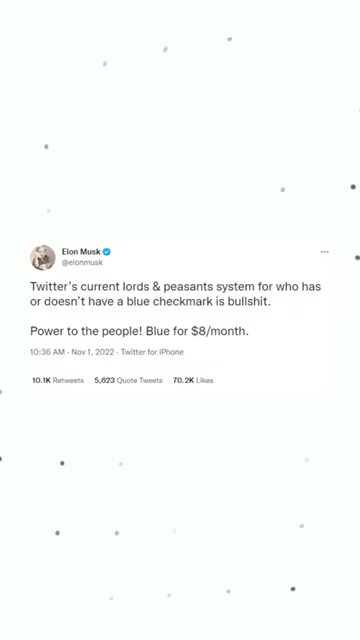 Elon Musk
@elonmusk
Twitter's current lords & peasants system for who has
or doesn't have a blue checkmark is bullshit.
Power to the people! Blue for $8/month.
10:36 AM · Nov 1, 2022 · Twitter for iPhone
10.1K Retweets 5,623 Quote Tweets 70.2K Likes